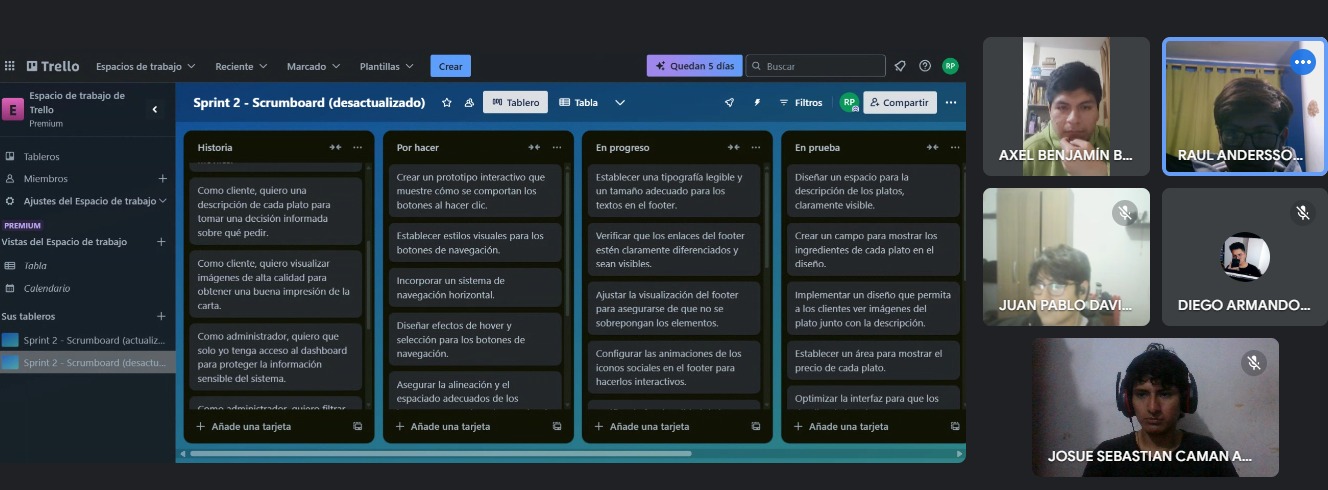 Trello
Espacios de trabajo
Reciente
Marcado
Plantillas
Crear
Quedan 5 días
Buscar
RP
E
Espacio de trabajo de
Trello
Premium
Tableros
Miembros
Ajustes del Espacio de trabajo
PREMIUM
Vistas del Espacio de trabajo
Tabla
Calendario
Sus tableros
Sprint 2 - Scrumboard (actualiz...
Sprint 2 - Scrumboard (desactu...
Sprint 2 - Scrumboard (desactualizado)
Tablero
Tabla
Filtros
RP
Compartir
Historia
Como cliente, quiero una
descripción de cada plato para
tomar una decisión informada
sobre qué pedir.
Como cliente, quiero visualizar
imágenes de alta calidad para
obtener una buena impresión de la
carta.
Como administrador, quiero que
solo yo tenga acceso al dashboard
para proteger la información
sensible del sistema.
Como administrador, quiero filtrar
Añade una tarjeta
Por hacer
Crear un prototipo interactivo que
muestre cómo se comportan los
botones al hacer clic.
Establecer estilos visuales para los
botones de navegación.
Incorporar un sistema de
navegación horizontal.
Diseñar efectos de hover y
selección para los botones de
navegación.
Asegurar la alineación y el
espaciado adecuados de los
Añade una tarjeta
En progreso
Establecer una tipografía legible y
un tamaño adecuado para los
textos en el footer.
Verificar que los enlaces del footer
estén claramente diferenciados y
sean visibles.
Ajustar la visualización del footer
para asegurarse de que no se
sobrepongan los elementos.
Configurar las animaciones de los
iconos sociales en el footer para
hacerlos interactivos.
Añade una tarjeta
En prueba
Diseñar un espacio para la
descripción de los platos,
claramente visible.
Crear un campo para mostrar los
ingredientes de cada plato en el
diseño.
Implementar un diseño que permita
a los clientes ver imágenes del
plato junto con la descripción.
Establecer un área para mostrar el
precio de cada plato.
Optimizar la interfaz para que los
Añade una tarjeta
AXEL BENJAMÍN B...
RAUL ANDERSSO...
JUAN PABLO DAVI...
DIEGO ARMANDO...
JOSUE SEBASTIAN CAMAN A...